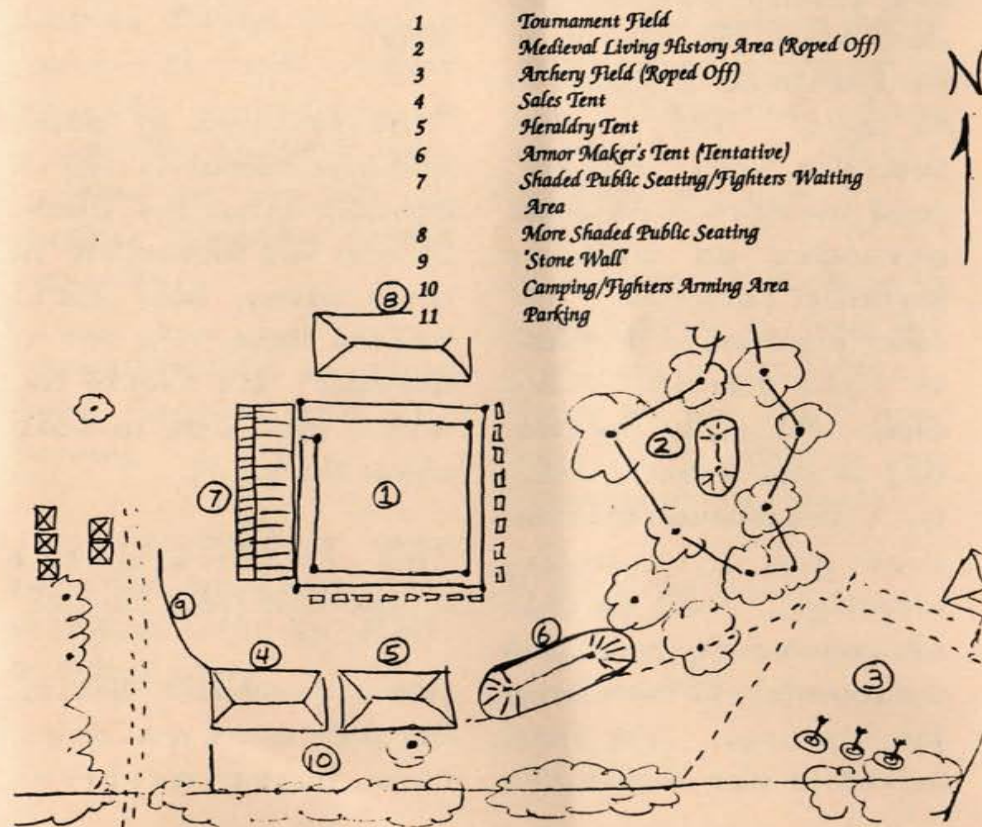 1 Tournament Field
2 Medieval Living History Area (Roped Off)
3 Archery Field (Roped Off)
4 Sales Tent
5 Heraldry Tent
6 Armor Maker's Tent (Tentative)
7 Shaded Public Seating/Fighters Waiting
Area
8 More Shaded Public Seating
9 "Stone Wall"
10 Camping/Fighters Arming Area
11 Parking
N
8
2
7
1
9
6
4
5
3
10